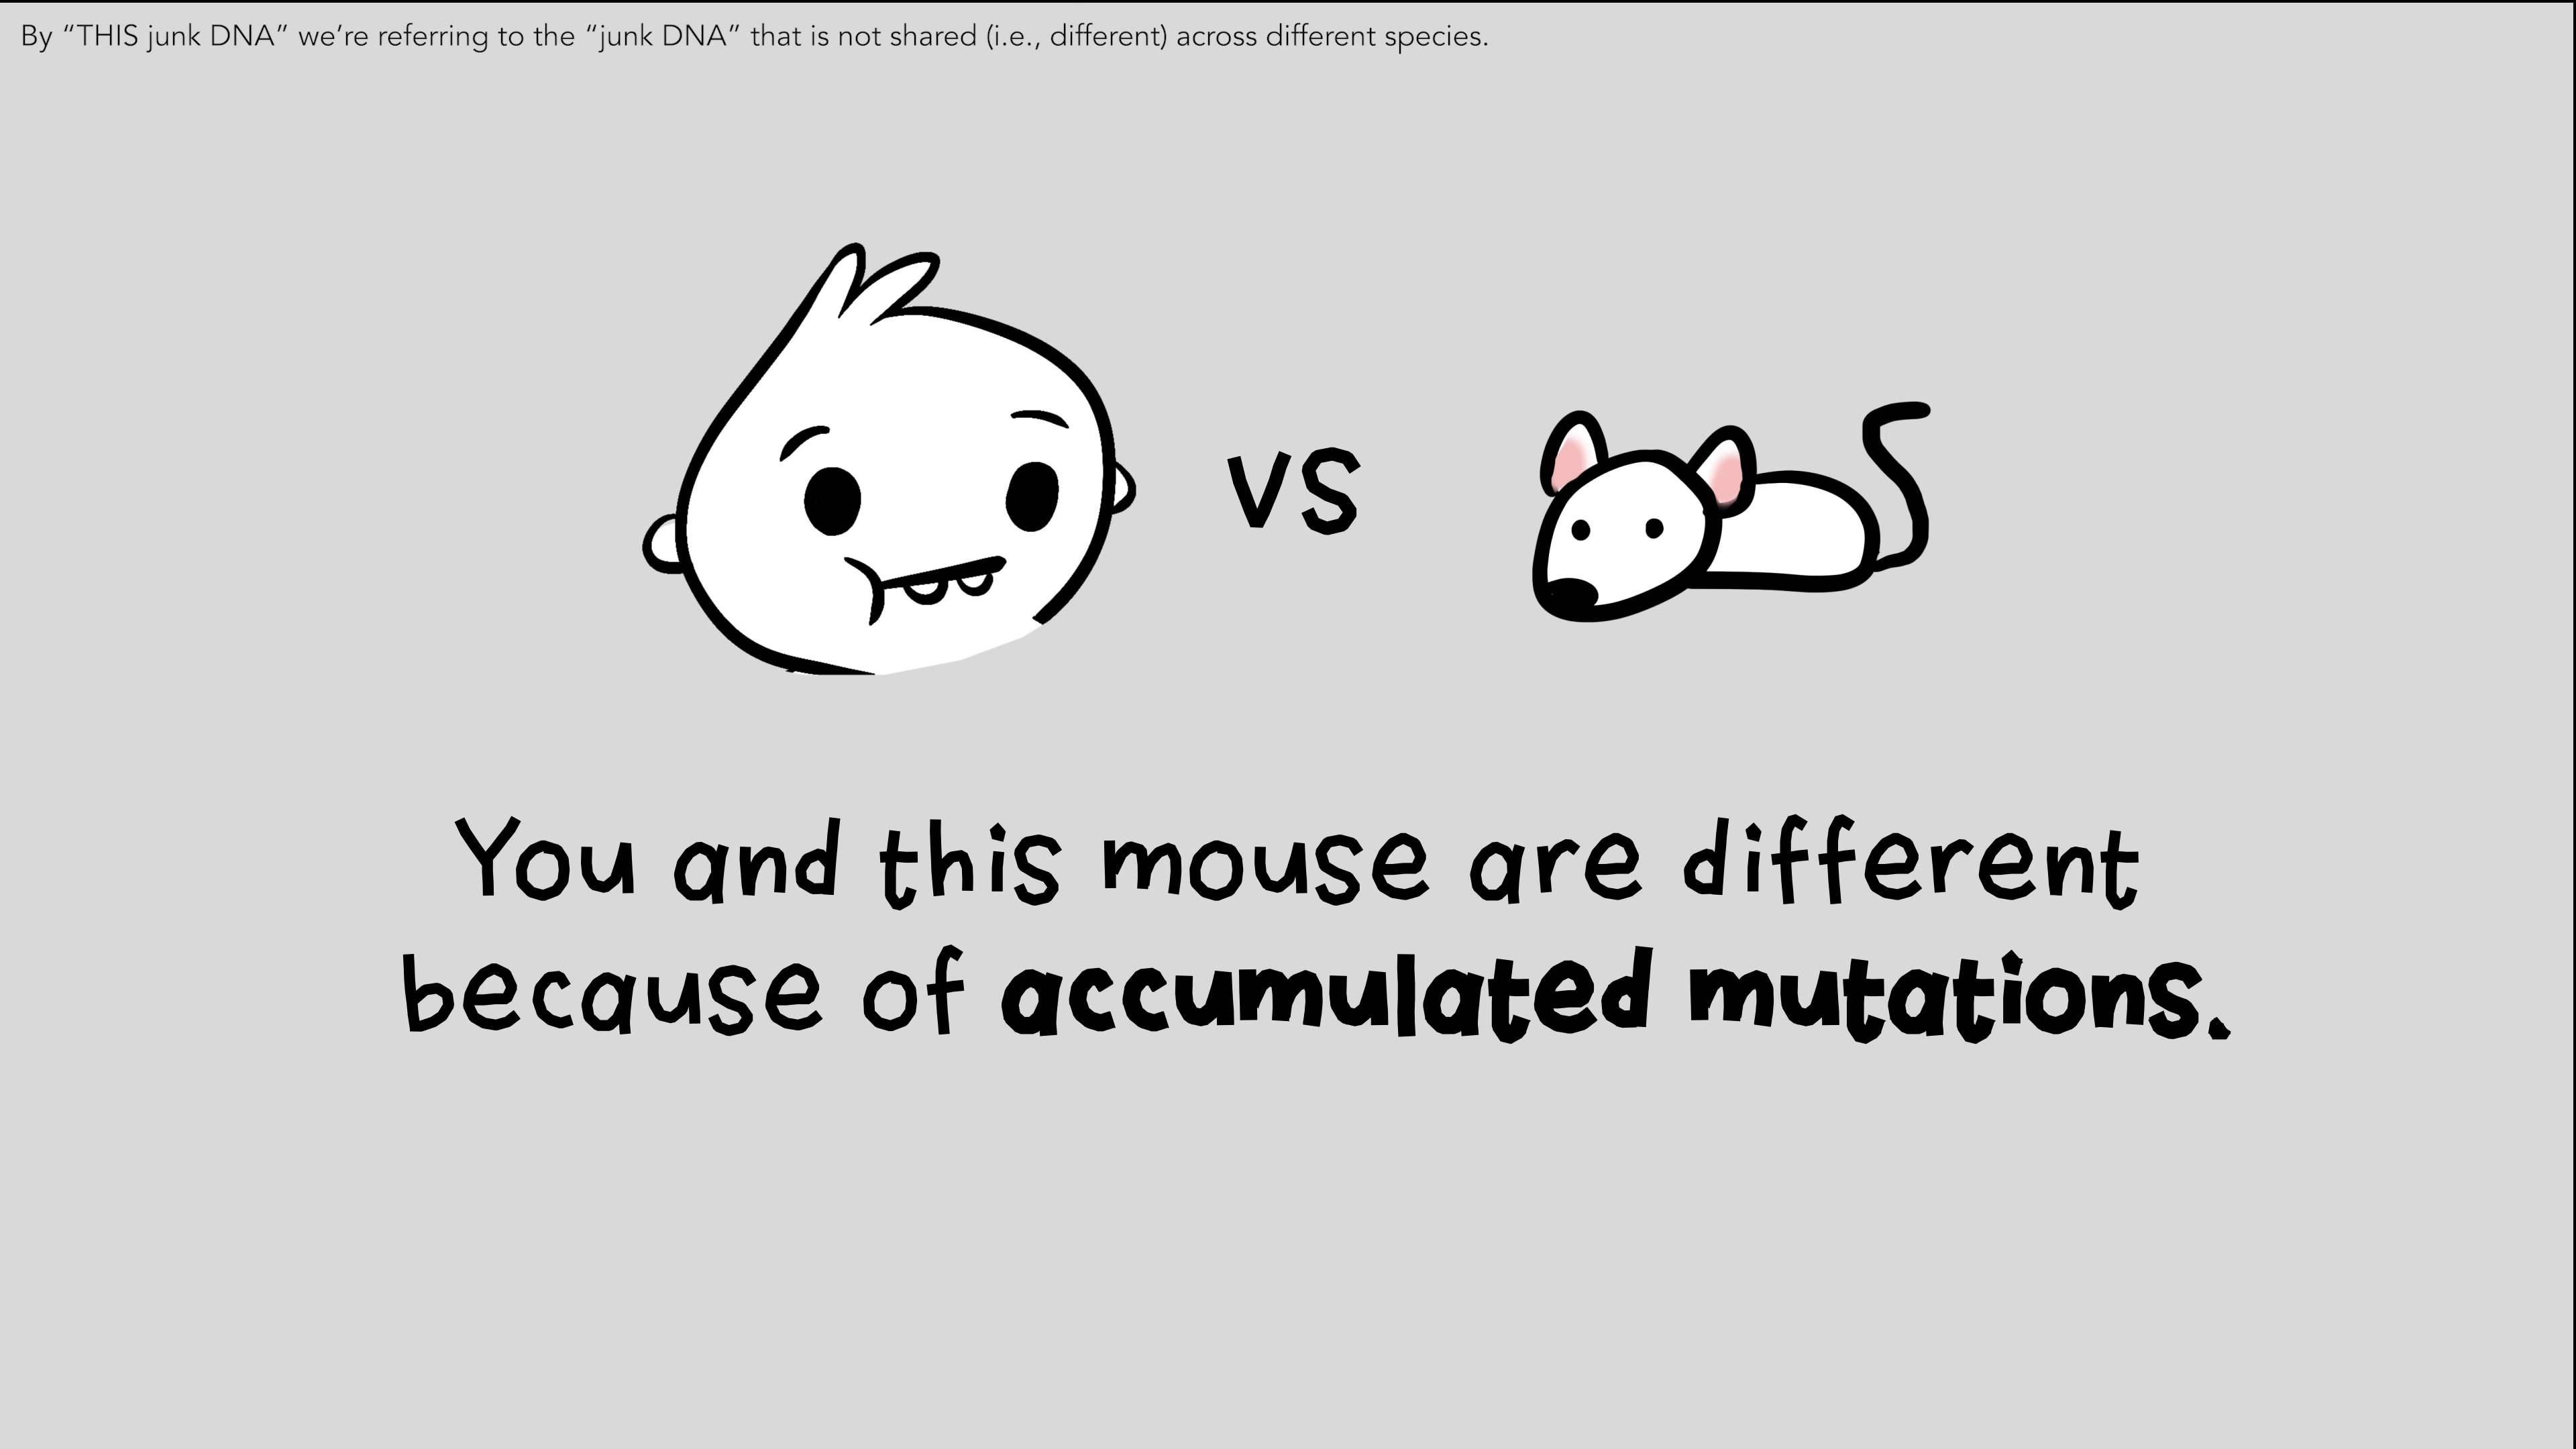 By “THIS junk DNA” we’re referring to the “junk DNA” that is not shared (i.e., different) across different species.
vs
You and this mouse are different
because of accumulated mutations.